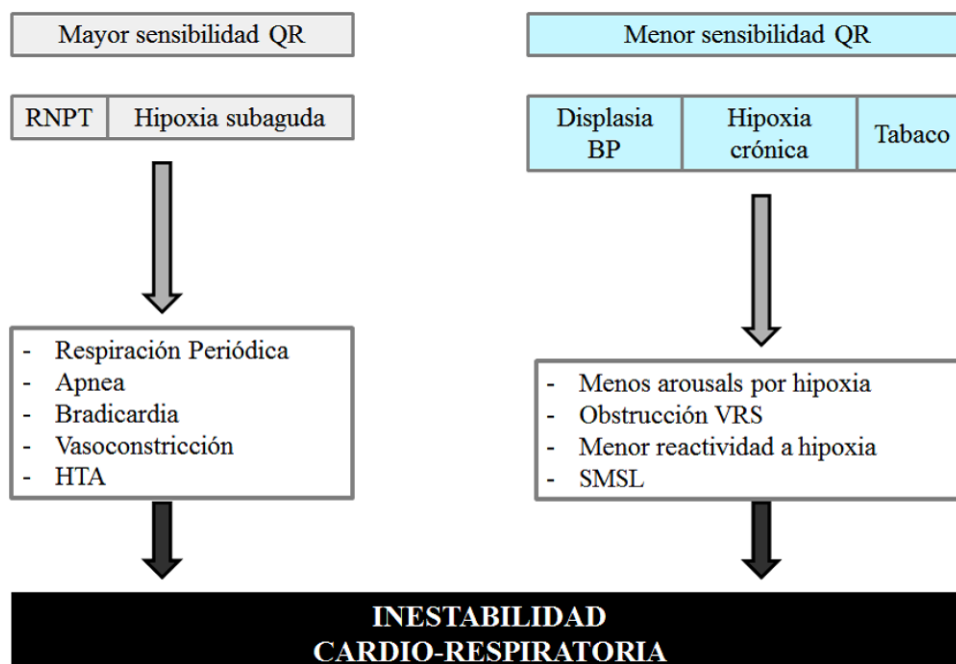 Mayor sensibilidad QR
RNPT
Hipoxia subaguda
- Respiración Periódica
- Apnea
- Bradicardia
- Vasoconstricción
- HTA
Menor sensibilidad QR
Displasia
BP
Hipoxia
crónica
Tabaco
- Menos arousals por hipoxia
- Obstrucción VRS
- Menor reactividad a hipoxia
- SMSL
INESTABILIDAD
CARDIO-RESPIRATORIA